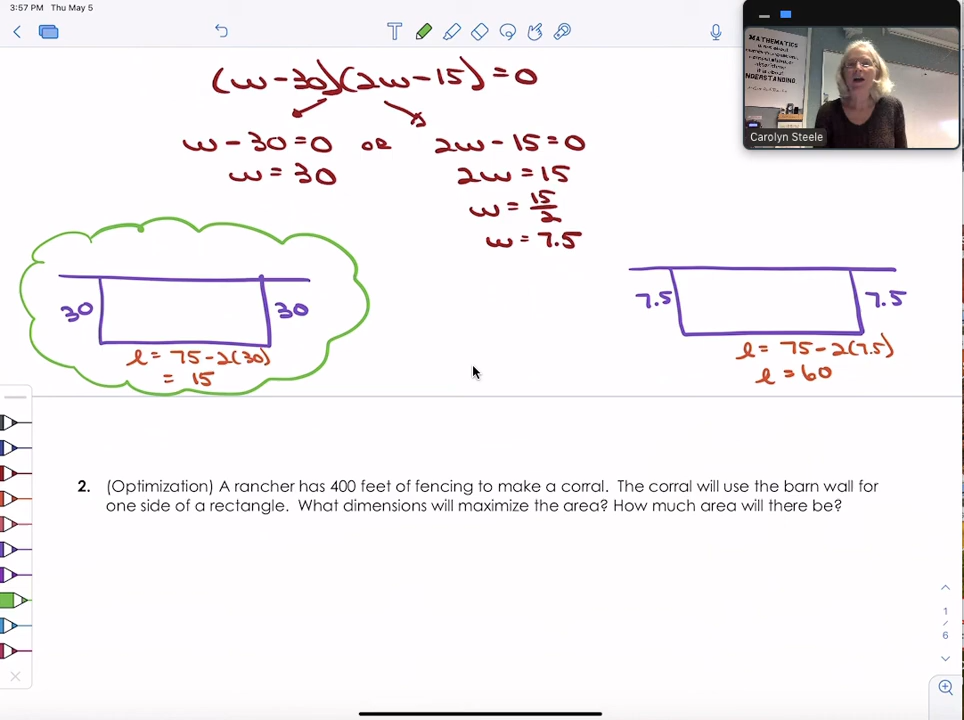 3:57 PM Thu May 5
T
MATHEMATICS
UNDERSTANDING
Carolyn Steele
(w-30)(2w-15)=0
w-30=0 or 2w-15=0
w=30
2w=15
w=15/2
w=7.5
30
30
l=75-2(30)
=15
7.5
7.5
l=75-2(7.5)
l=60
2. (Optimization) A rancher has 400 feet of fencing to make a corral. The corral will use the barn wall for
one side of a rectangle. What dimensions will maximize the area? How much area will there be?
1
/
6